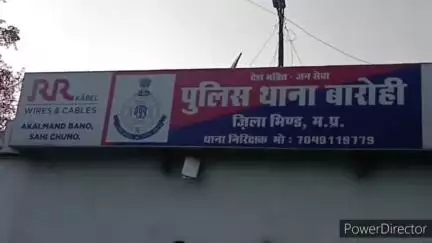 RR KABEL
WIRES & CABLES
AKALMAND BANO,
SAHI CHUNO.
देश भक्ति - जन सेवा
पुलिस थाना बारोही
जिला भिण्ड, म.प्र.
थाना निरिक्षक मो : 7049119779
PowerDirector